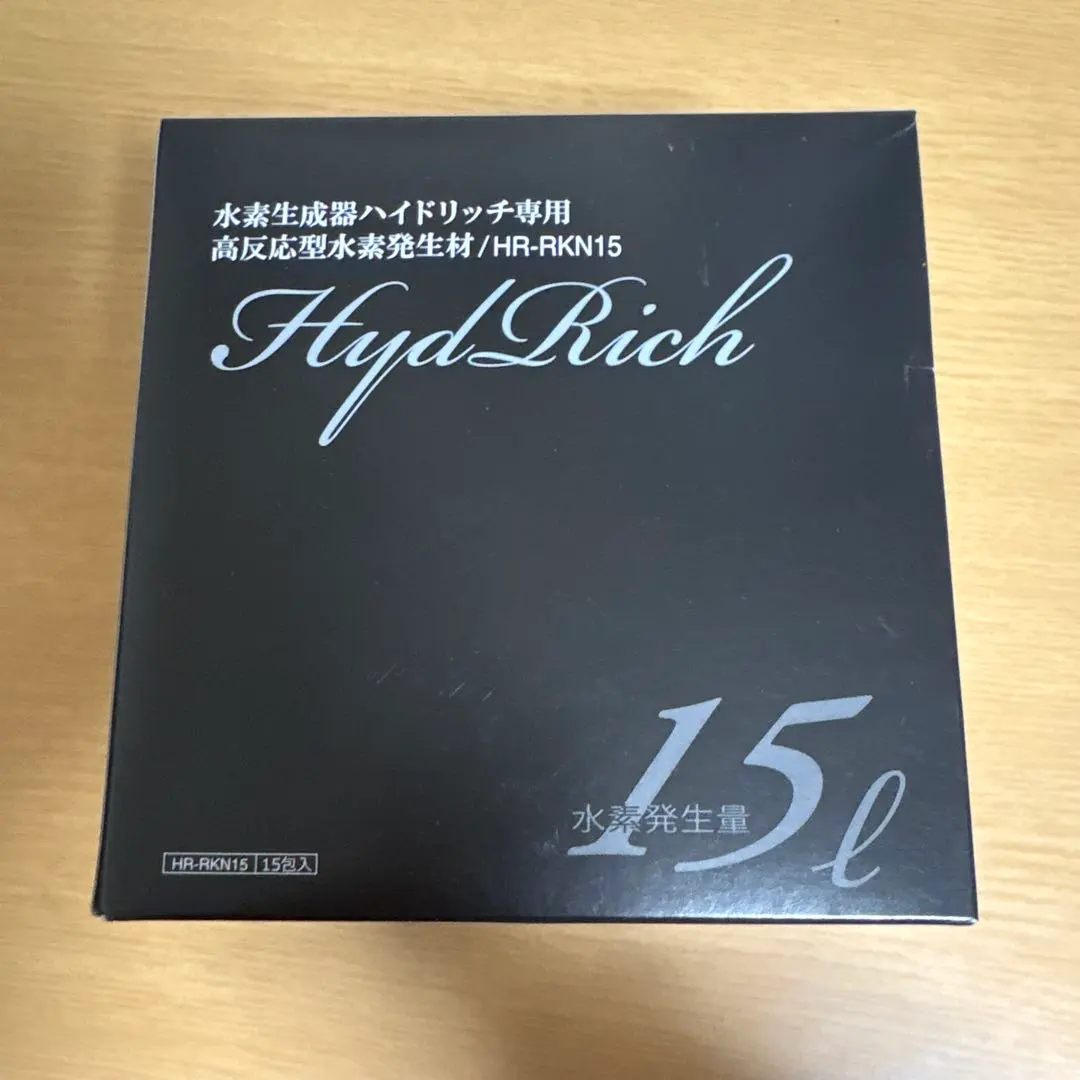 水素生成器ハイドリッチ専用
高反応型水素発生材/HR-RKN15
HydRich
水素発生量 15ℓ
HR-RKN15 15包入